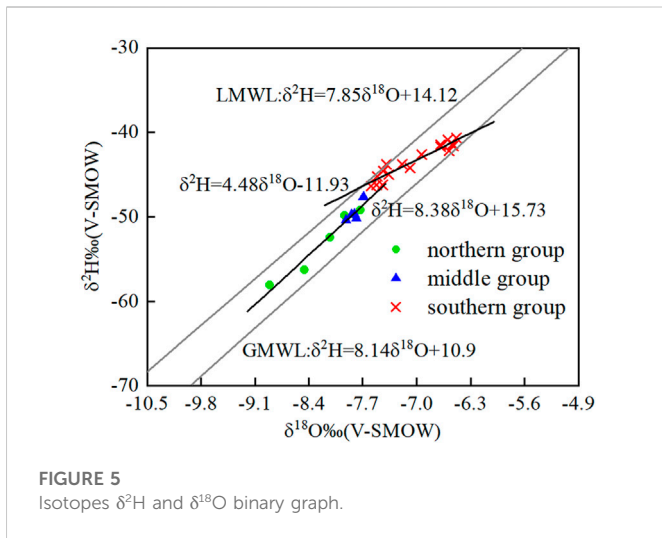 -30
-40
-50
-60
-70
δ²H‰(V-SMOW)
LMWL:δ²H=7.85δ¹⁸O+14.12
δ²H=4.48δ¹⁸O-11.93
δ²H=8.38δ¹⁸O+15.73
northern group
middle group
southern group
GMWL:δ²H=8.14δ¹⁸O+10.9
-10.5 -9.8 -9.1 -8.4 -7.7 -7.0 -6.3 -5.6 -4.9
δ¹⁸O‰(V-SMOW)
FIGURE 5
Isotopes δ²H and δ¹⁸O binary graph.